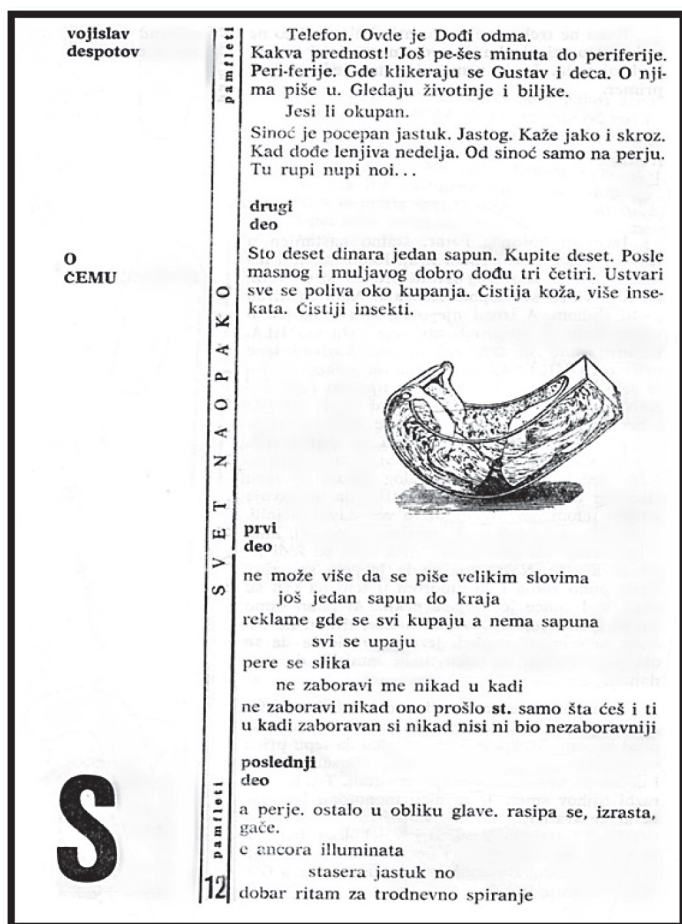 vojislav
despotov
O
ČEMU
S
pamfleti
SVET NAOPAKO
pamfleti
12
Telefon. Ovde je Dođi odma.
Kakva prednost! Još pe-šes minuta do periferije.
Peri-ferije. Gde klikeraju se Gustav i deca. O nji-
ma piše u. Gledaju životinje i biljke.
Jesi li okupan.
Sinoć je pocepan jastuk. Jastog. Kaže jako i skroz.
Kad dođe lenjiva nedelja. Od sinoć samo na perju.
Tu rupi nupi noi...
drugi
deo
Sto deset dinara jedan sapun. Kupite deset. Posle
masnog i muljavog dobro dođu tri četiri. Ustvari
sve se poliva oko kupanja. Čistija koža, više inse-
kata. Čistiji insekti.
prvi
deo
ne može više da se piše velikim slovima
još jedan sapun do kraja
reklame gde se svi kupaju a nema sapuna
svi se upaju
pere se slika
ne zaboravi me nikad u kadi
ne zaboravi nikad ono prošlo st. samo šta ćeš i ti
u kadi zaboravan si nikad nisi ni bio nezaboravniji
poslednji
deo
a perje. ostalo u obliku glave. rasipa se, izrasta,
gače.
e ancora illuminata
stasera jastuk no
dobar ritam za trodnevno spiranje